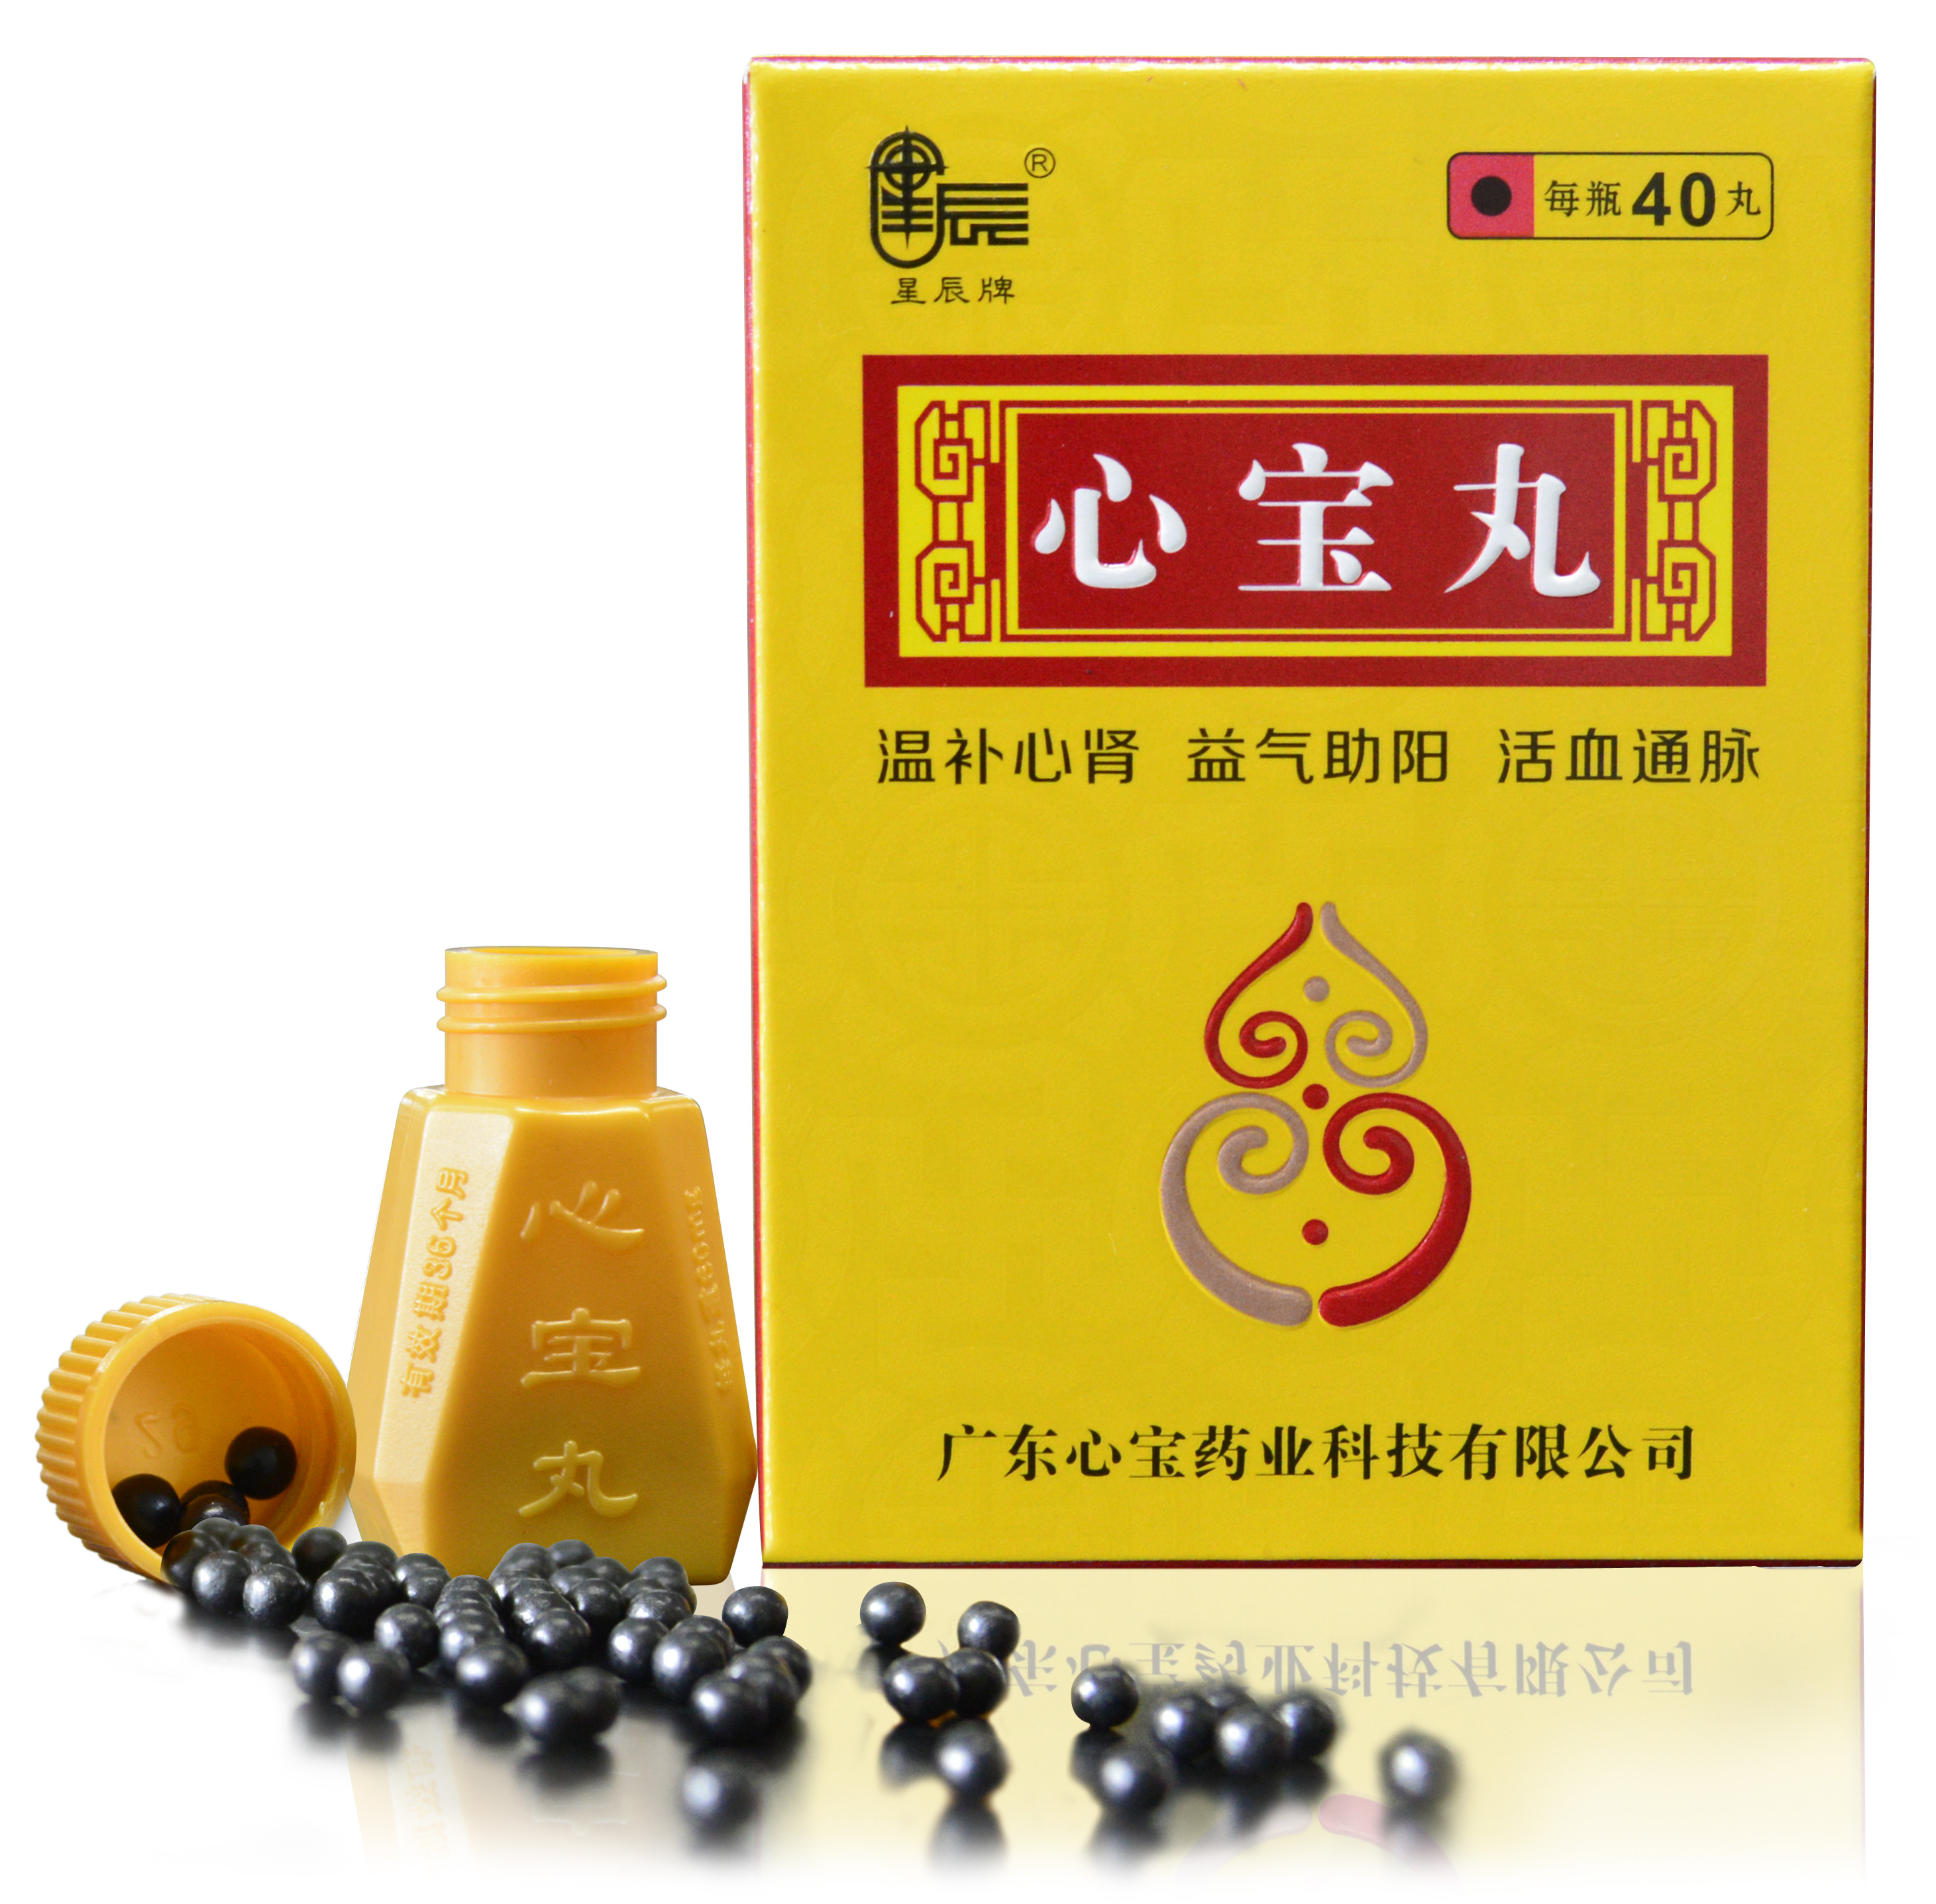 星辰
®
星辰牌
每瓶40丸
心宝丸
温补心肾 益气助阳 活血通脉
广东心宝药业科技有限公司
有效期36个月
心宝丸